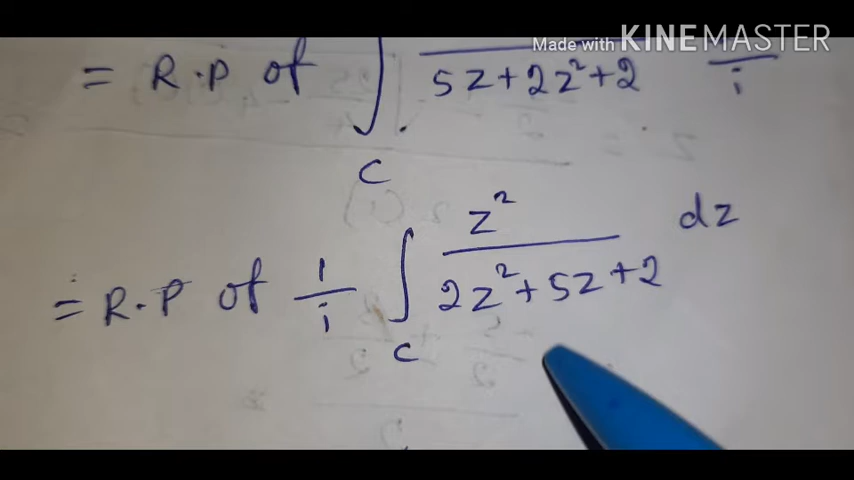 Made with KINEMASTER
= R.P of ∫ 5z+2z²+2 i
c
= R.P of 1/i ∫ z²/(2z²+5z+2) dz
c